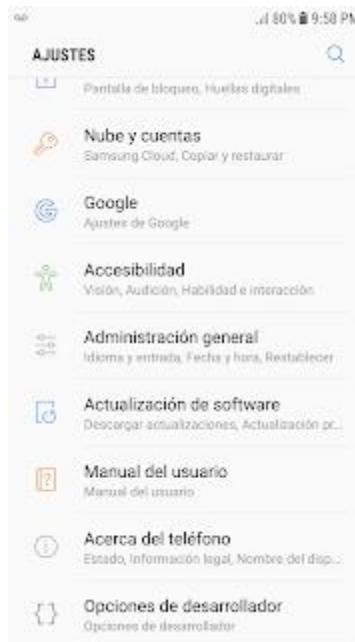 80% 9:58 PM
AJUSTES
Pantalla de bloqueo, Huellas digitales
Nube y cuentas
Samsung Cloud, Copiar y restaurar
Google
Ajustes de Google
Accesibilidad
Visión, Audición, Habilidad e interacción
Administración general
Idioma y entrada, Fecha y hora, Restablecer
Actualización de software
Descargar actualizaciones, Actualización pr...
Manual del usuario
Manual del usuario
Acerca del teléfono
Estado, Información legal, Nombre del disp...
Opciones de desarrollador
Opciones de desarrollador